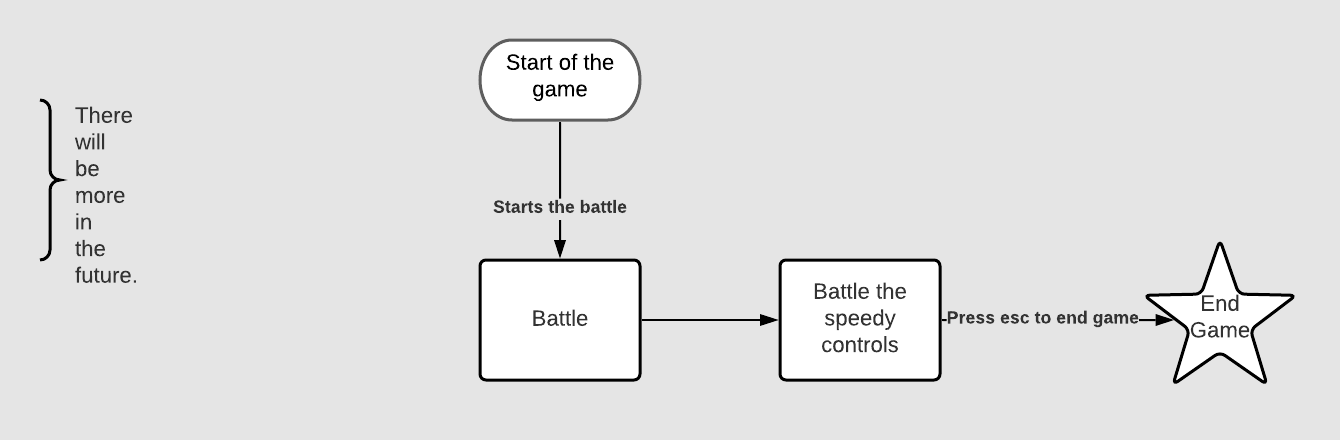 Start of the
game
There
will
be
more
in
the
future.
Starts the battle
Battle
Battle the
speedy
controls
Press esc to end game
End
Game